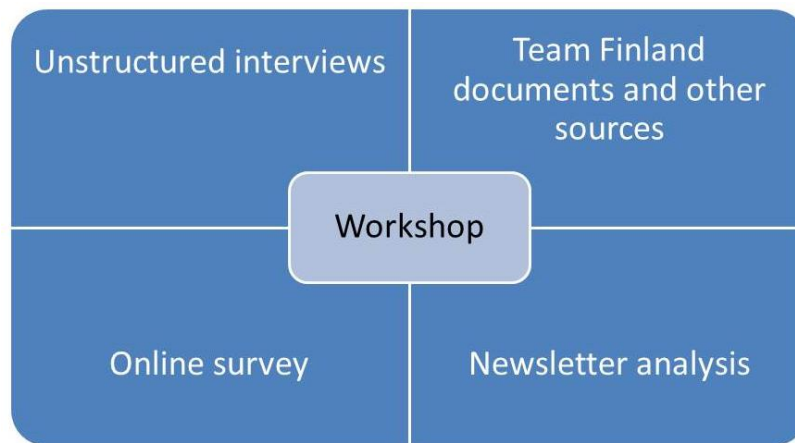 Unstructured interviews
Team Finland
documents and other
sources
Workshop
Online survey
Newsletter analysis